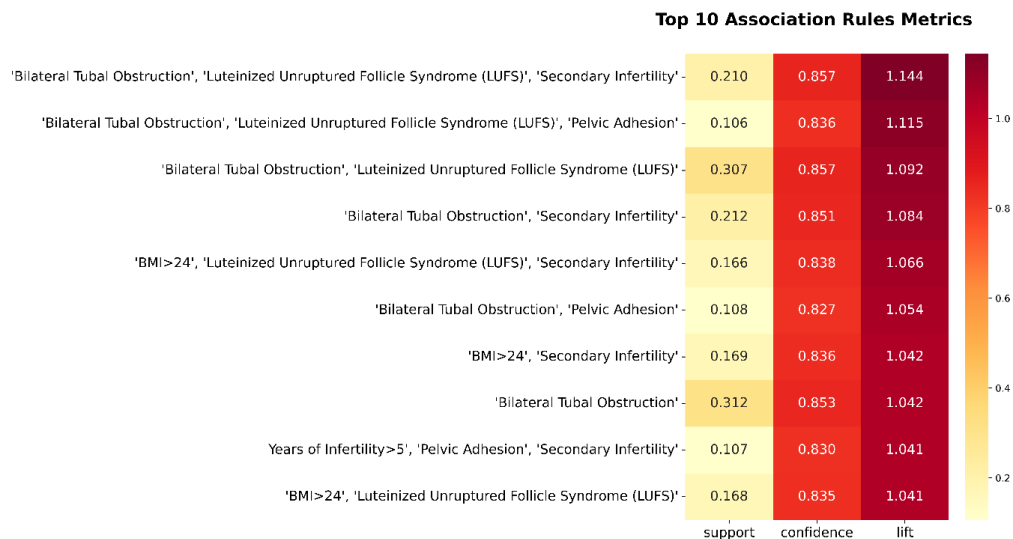 Top 10 Association Rules Metrics
'Bilateral Tubal Obstruction', 'Luteinized Unruptured Follicle Syndrome (LUFS)', 'Secondary Infertility' 0.210 0.857 1.144
'Bilateral Tubal Obstruction', 'Luteinized Unruptured Follicle Syndrome (LUFS)', 'Pelvic Adhesion' 0.106 0.836 1.115
1.0
'Bilateral Tubal Obstruction', 'Luteinized Unruptured Follicle Syndrome (LUFS)' 0.307 0.857 1.092
'Bilateral Tubal Obstruction', 'Secondary Infertility' 0.212 0.851 1.084
0.8
'BMI>24', 'Luteinized Unruptured Follicle Syndrome (LUFS)', 'Secondary Infertility' 0.166 0.838 1.066
'Bilateral Tubal Obstruction', 'Pelvic Adhesion' 0.108 0.827 1.054
0.6
'BMI>24', 'Secondary Infertility' 0.169 0.836 1.042
0.4
'Bilateral Tubal Obstruction' 0.312 0.853 1.042
Years of Infertility>5', 'Pelvic Adhesion', 'Secondary Infertility' 0.107 0.830 1.041
0.2
'BMI>24', 'Luteinized Unruptured Follicle Syndrome (LUFS)' 0.168 0.835 1.041
support confidence lift